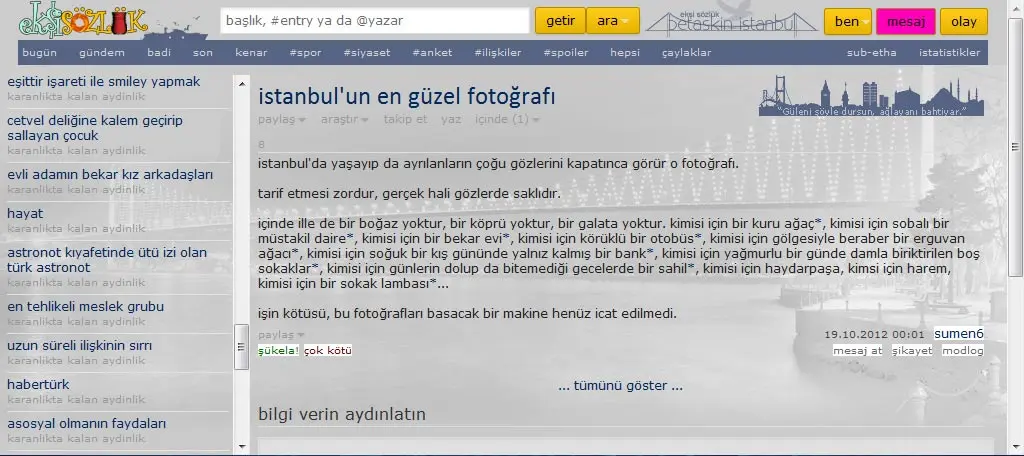 ekşi SÖZLÜK
başlık, #entry ya da @yazar
getir
ara
ekşi sözlük
betaskin istanbul
ben
mesaj
olay
bugün gündem badi son kenar #spor #siyaset #anket #ilişkiler #spoiler hepsi çaylaklar sub-etha istatistikler
eşittir işareti ile smiley yapmak
karanlikta kalan aydinlik
cetvel deliğine kalem geçirip
sallayan çocuk
karanlikta kalan aydinlik
evli adamın bekar kız arkadaşları
karanlikta kalan aydinlik
hayat
karanlikta kalan aydinlik
astronot kıyafetinde ütü izi olan
türk astronot
karanlikta kalan aydinlik
en tehlikeli meslek grubu
karanlikta kalan aydinlik
uzun süreli ilişkinin sırrı
karanlikta kalan aydinlik
habertürk
karanlikta kalan aydinlik
asosyal olmanın faydaları
karanlikta kalan aydinlik
istanbul'un en güzel fotoğrafı
"Güleni şöyle dursun, ağlayanı bahtiyar."
paylaş araştır takip et yaz içinde (1)
8
istanbul'da yaşayıp da ayrılanların çoğu gözlerini kapatınca görür o fotoğrafı.
tarif etmesi zordur, gerçek hali gözlerde saklıdır.
içinde ille de bir boğaz yoktur, bir köprü yoktur, bir galata yoktur. kimisi için bir kuru ağaç*, kimisi için sobalı bir
müstakil daire*, kimisi için bir bekar evi*, kimisi için körüklü bir otobüs*, kimisi için gölgesiyle beraber bir erguvan
ağacı*, kimisi için soğuk bir kış gününde yalnız kalmış bir bank*, kimisi için yağmurlu bir günde damla biriktirilen boş
sokaklar*, kimisi için günlerin dolup da bitemediği gecelerde bir sahil*, kimisi için haydarpaşa, kimsi için harem,
kimisi için bir sokak lambası*...
işin kötüsü, bu fotoğrafları basacak bir makine henüz icat edilmedi.
paylaş
19.10.2012 00:01 sumen6
şükela! çok kötü
mesaj at şikayet modlog
... tümünü göster ...
bilgi verin aydınlatın